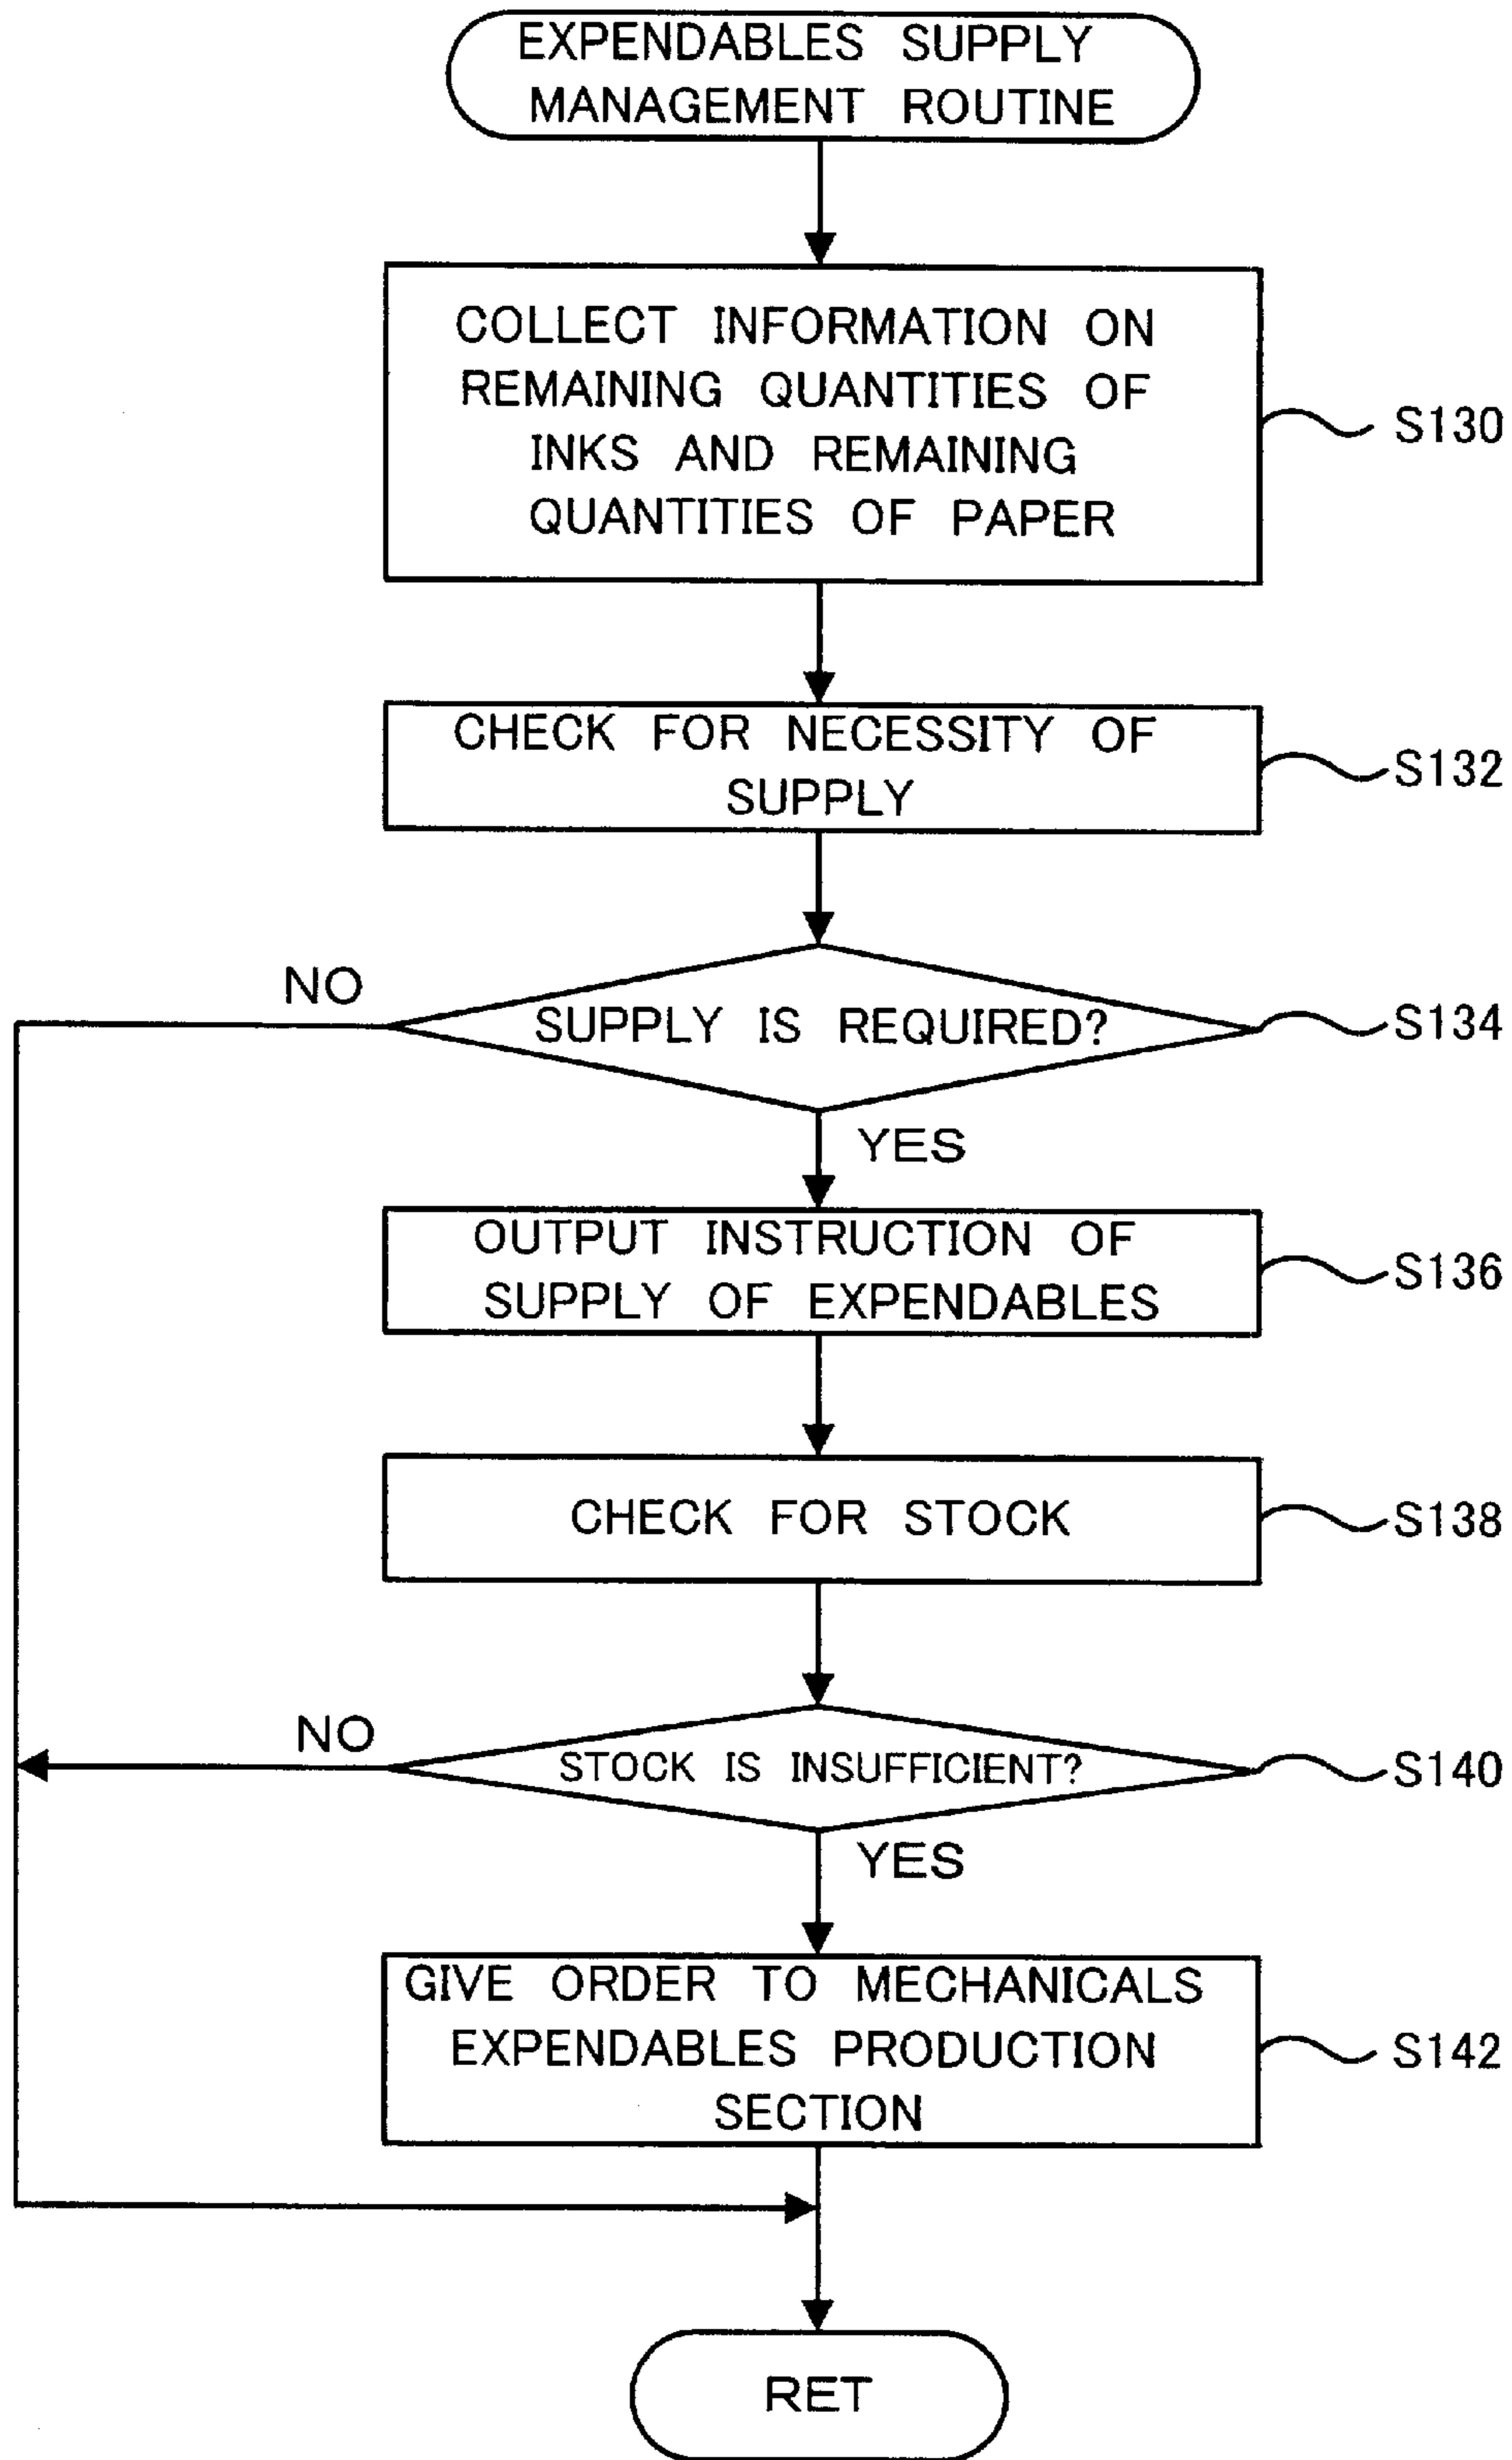 EXPENDABLES SUPPLY
MANAGEMENT ROUTINE
COLLECT INFORMATION ON
REMAINING QUANTITIES OF
INKS AND REMAINING
QUANTITIES OF PAPER
S130
CHECK FOR NECESSITY OF
SUPPLY
S132
NO
SUPPLY IS REQUIRED?
S134
YES
OUTPUT INSTRUCTION OF
SUPPLY OF EXPENDABLES
S136
CHECK FOR STOCK
S138
NO
STOCK IS INSUFFICIENT?
S140
YES
GIVE ORDER TO MECHANICALS
EXPENDABLES PRODUCTION
SECTION
S142
RET